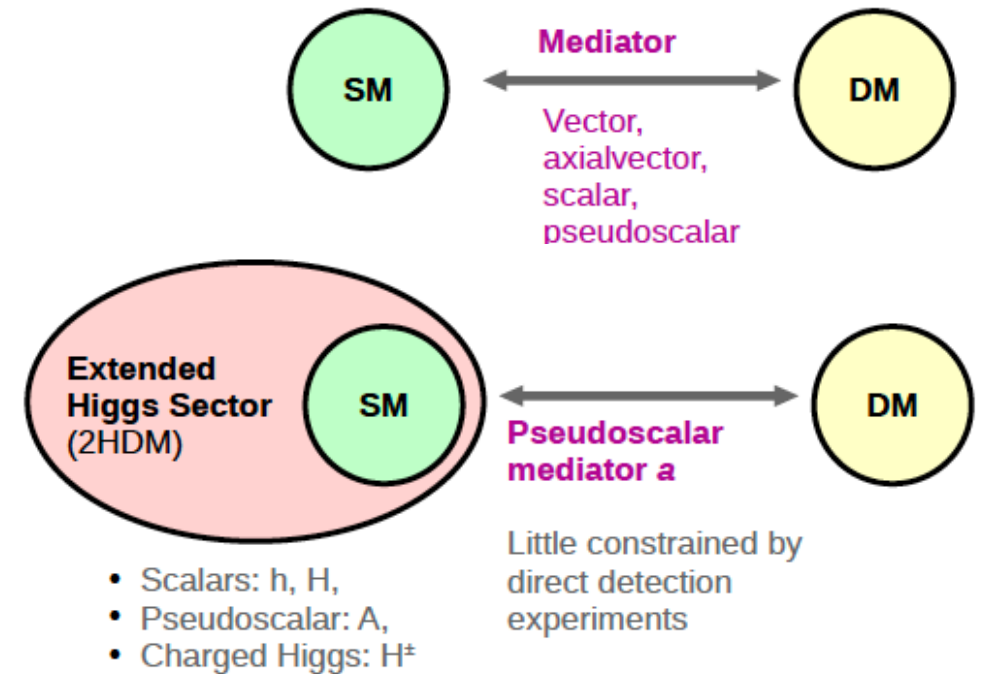 SM
Mediator
Vector,
axialvector,
scalar,
pseudoscalar
DM
Extended
Higgs Sector
(2HDM)
SM
Pseudoscalar
mediator a
DM
Little constrained by
direct detection
experiments
• Scalars: h, H,
• Pseudoscalar: A,
• Charged Higgs: H±